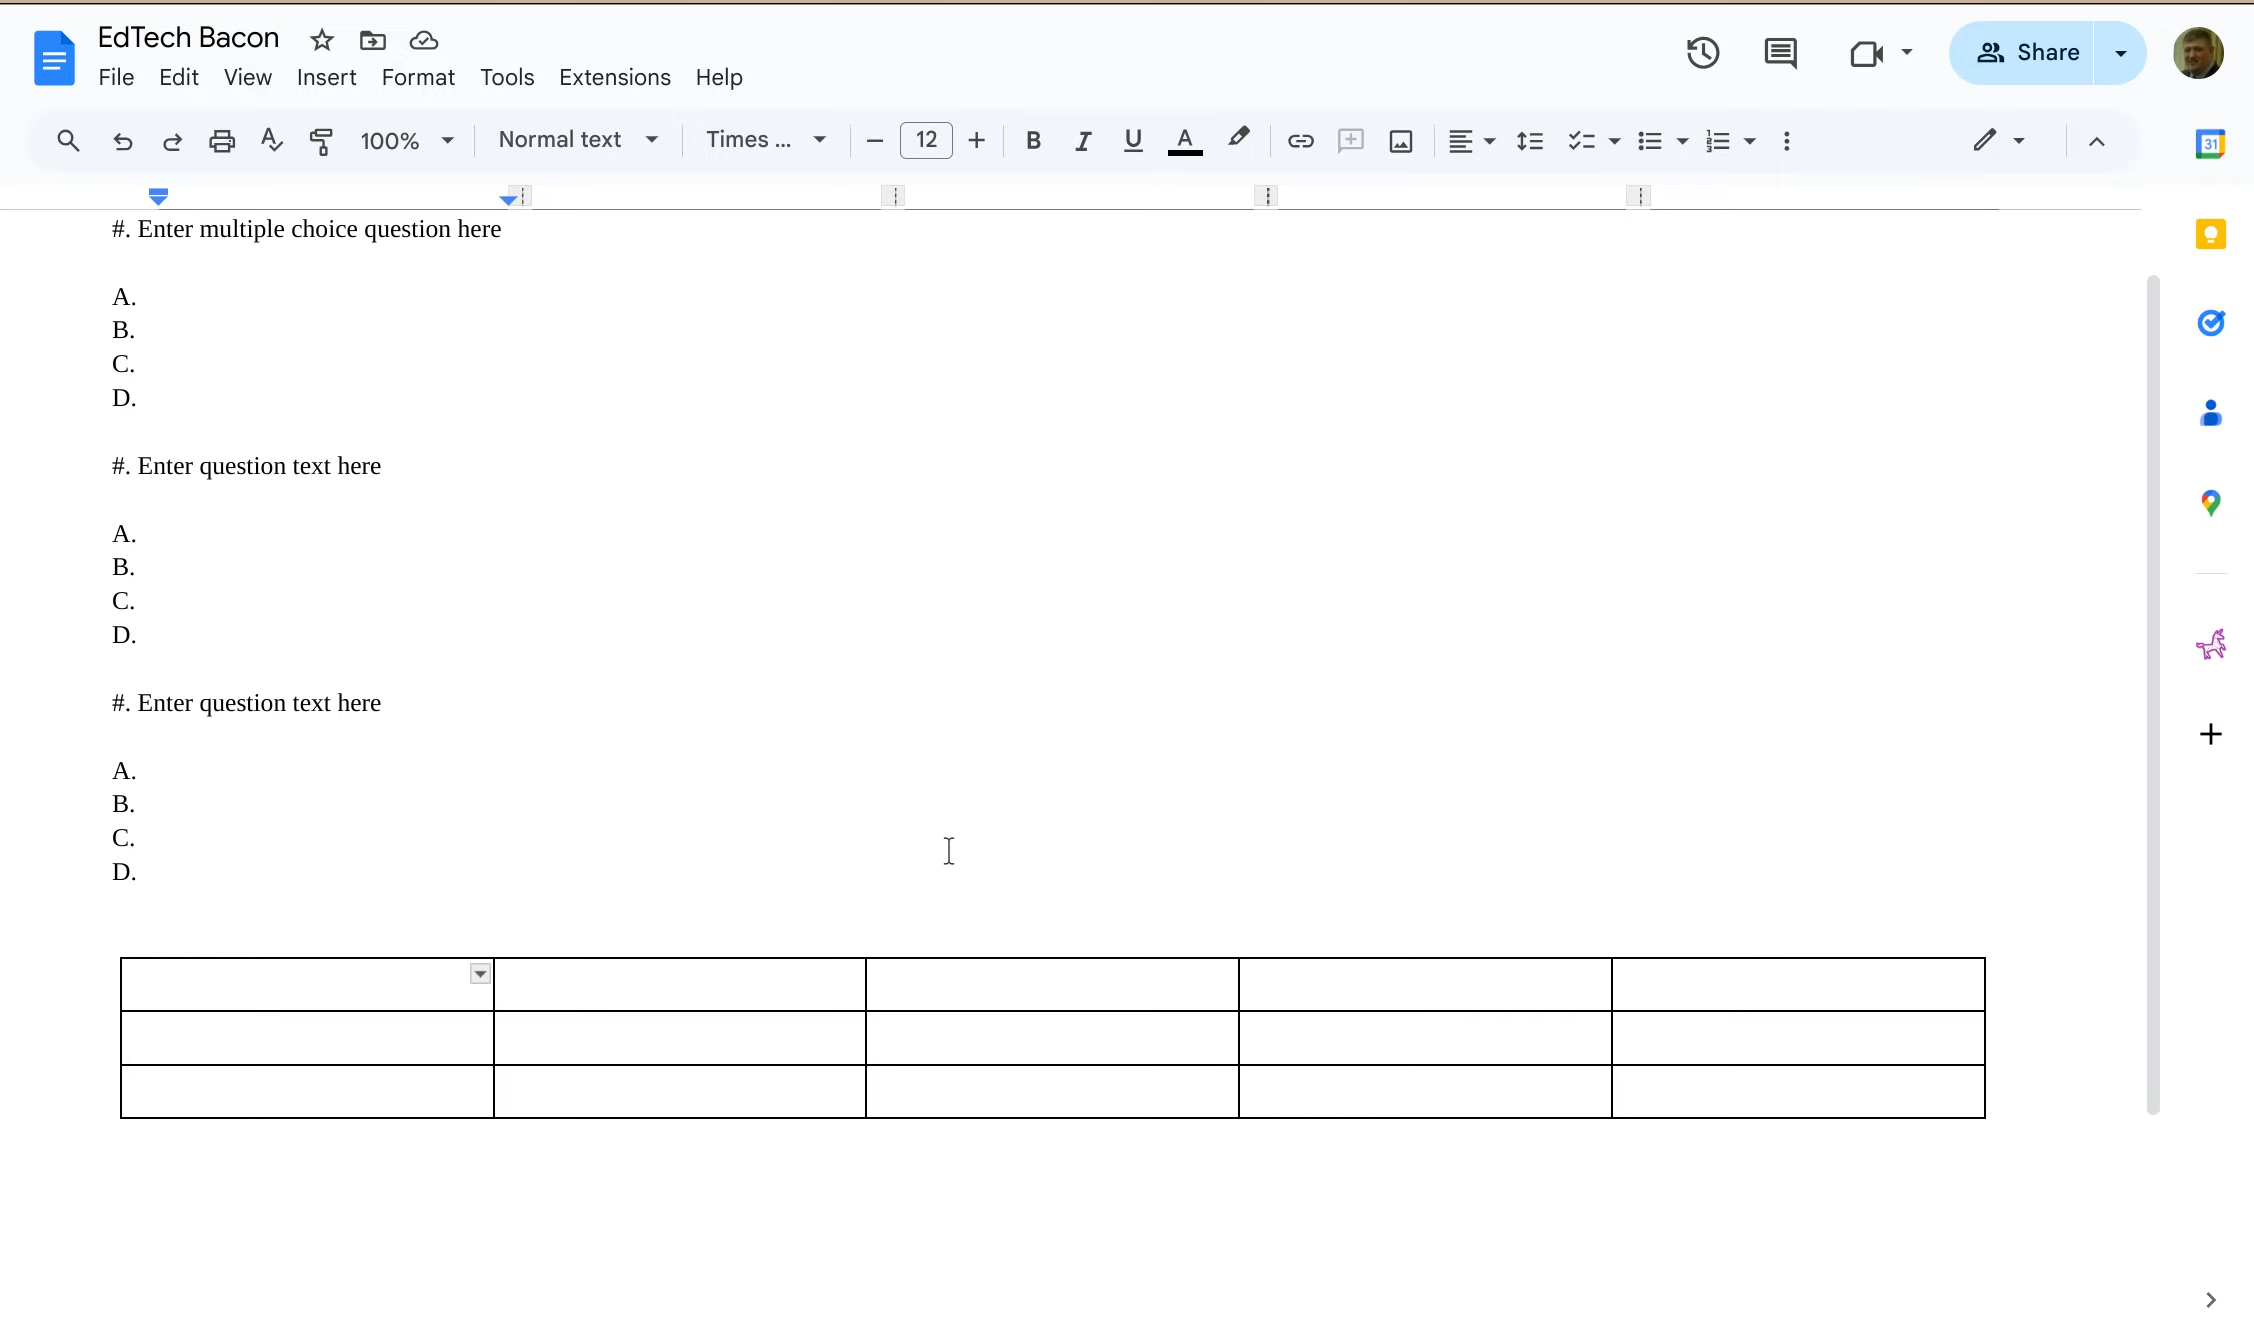 EdTech Bacon
File Edit View Insert Format Tools Extensions Help
Share
100% Normal text Times ... 12 B I U A
31
#. Enter multiple choice question here
A.
B.
C.
D.
#. Enter question text here
A.
B.
C.
D.
#. Enter question text here
A.
B.
C.
D.